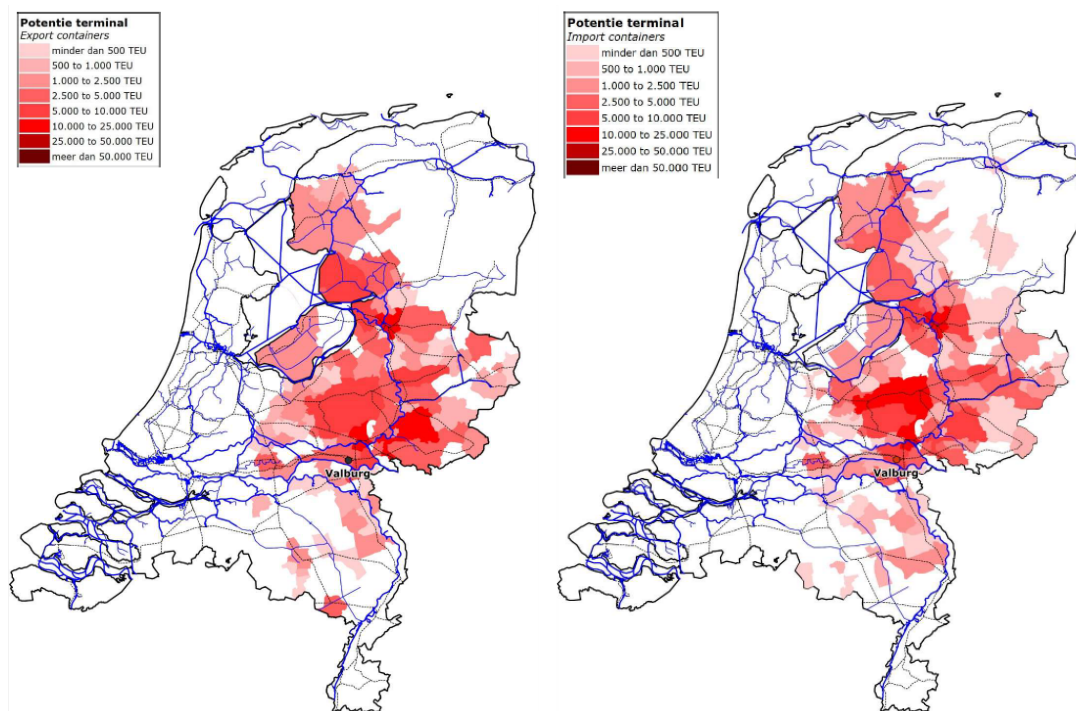 Potentie terminal
Export containers
minder dan 500 TEU
500 to 1.000 TEU
1.000 to 2.500 TEU
2.500 to 5.000 TEU
5.000 to 10.000 TEU
10.000 to 25.000 TEU
25.000 to 50.000 TEU
meer dan 50.000 TEU
Valburg
Potentie terminal
Import containers
minder dan 500 TEU
500 to 1.000 TEU
1.000 to 2.500 TEU
2.500 to 5.000 TEU
5.000 to 10.000 TEU
10.000 to 25.000 TEU
25.000 to 50.000 TEU
meer dan 50.000 TEU
Valburg